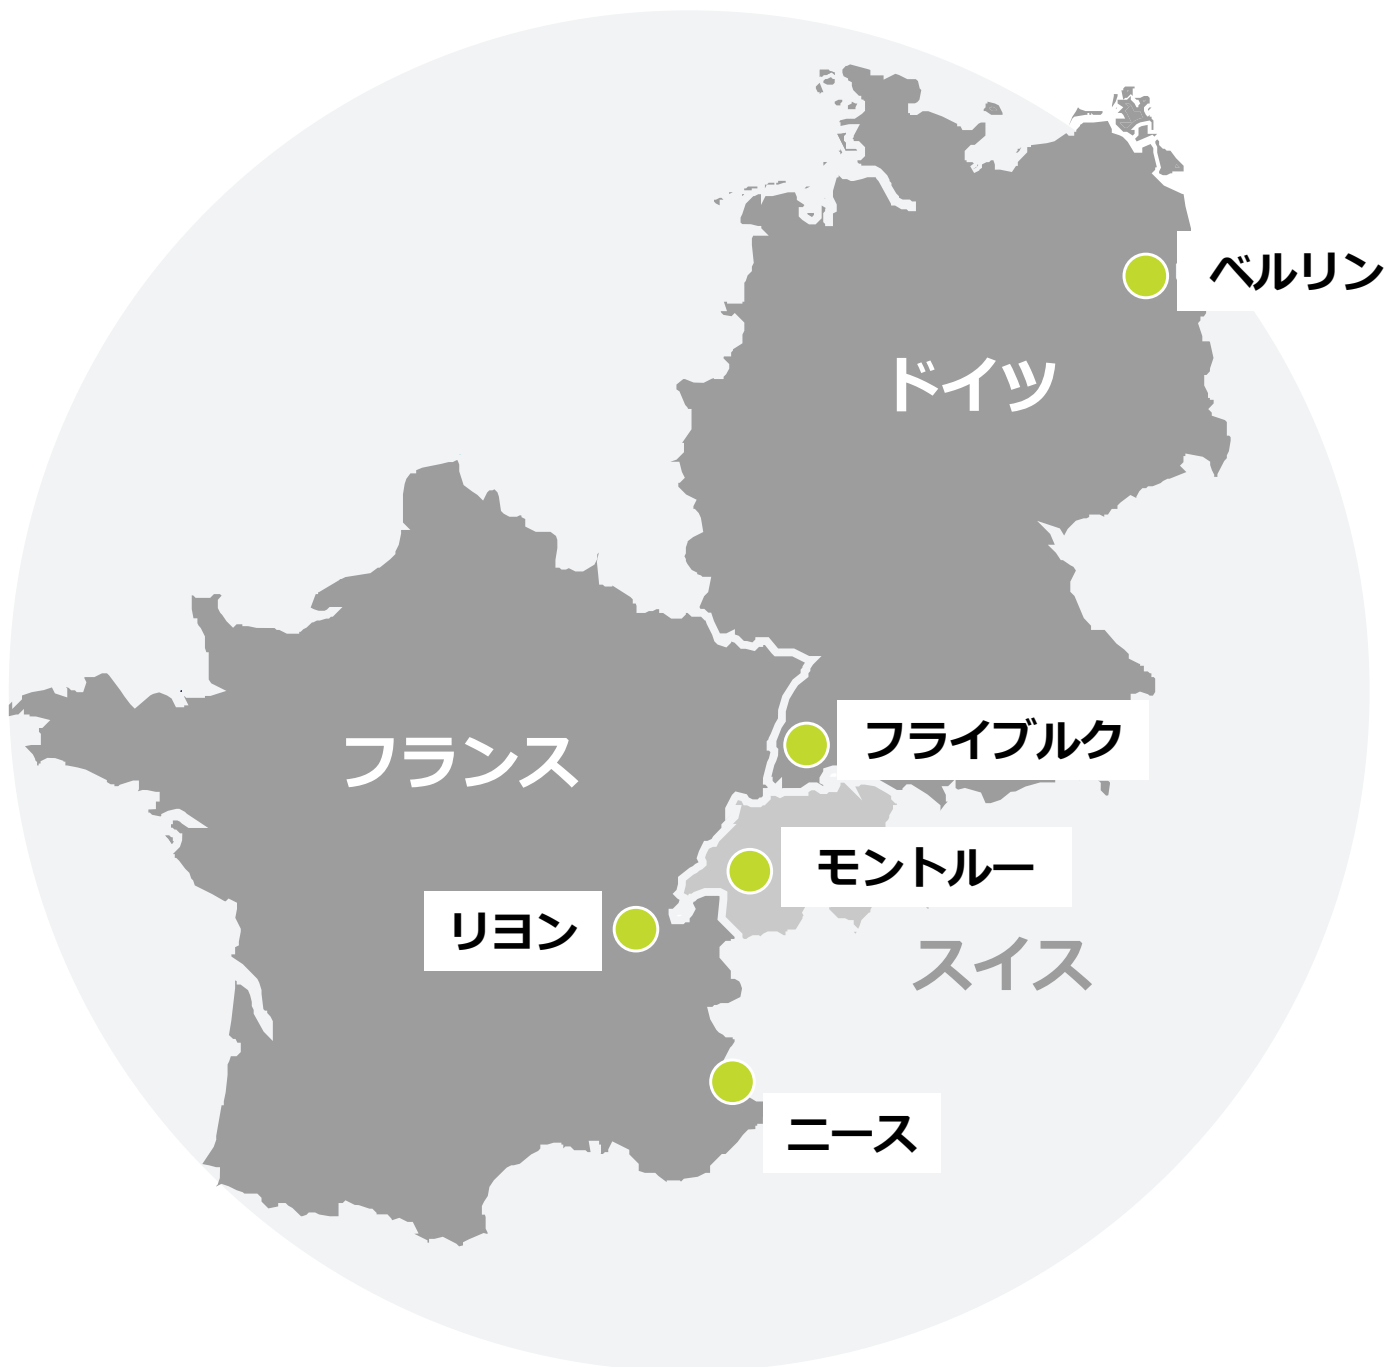 ベルリン
ドイツ
フライブルク
フランス
モントルー
リヨン
スイス
ニース